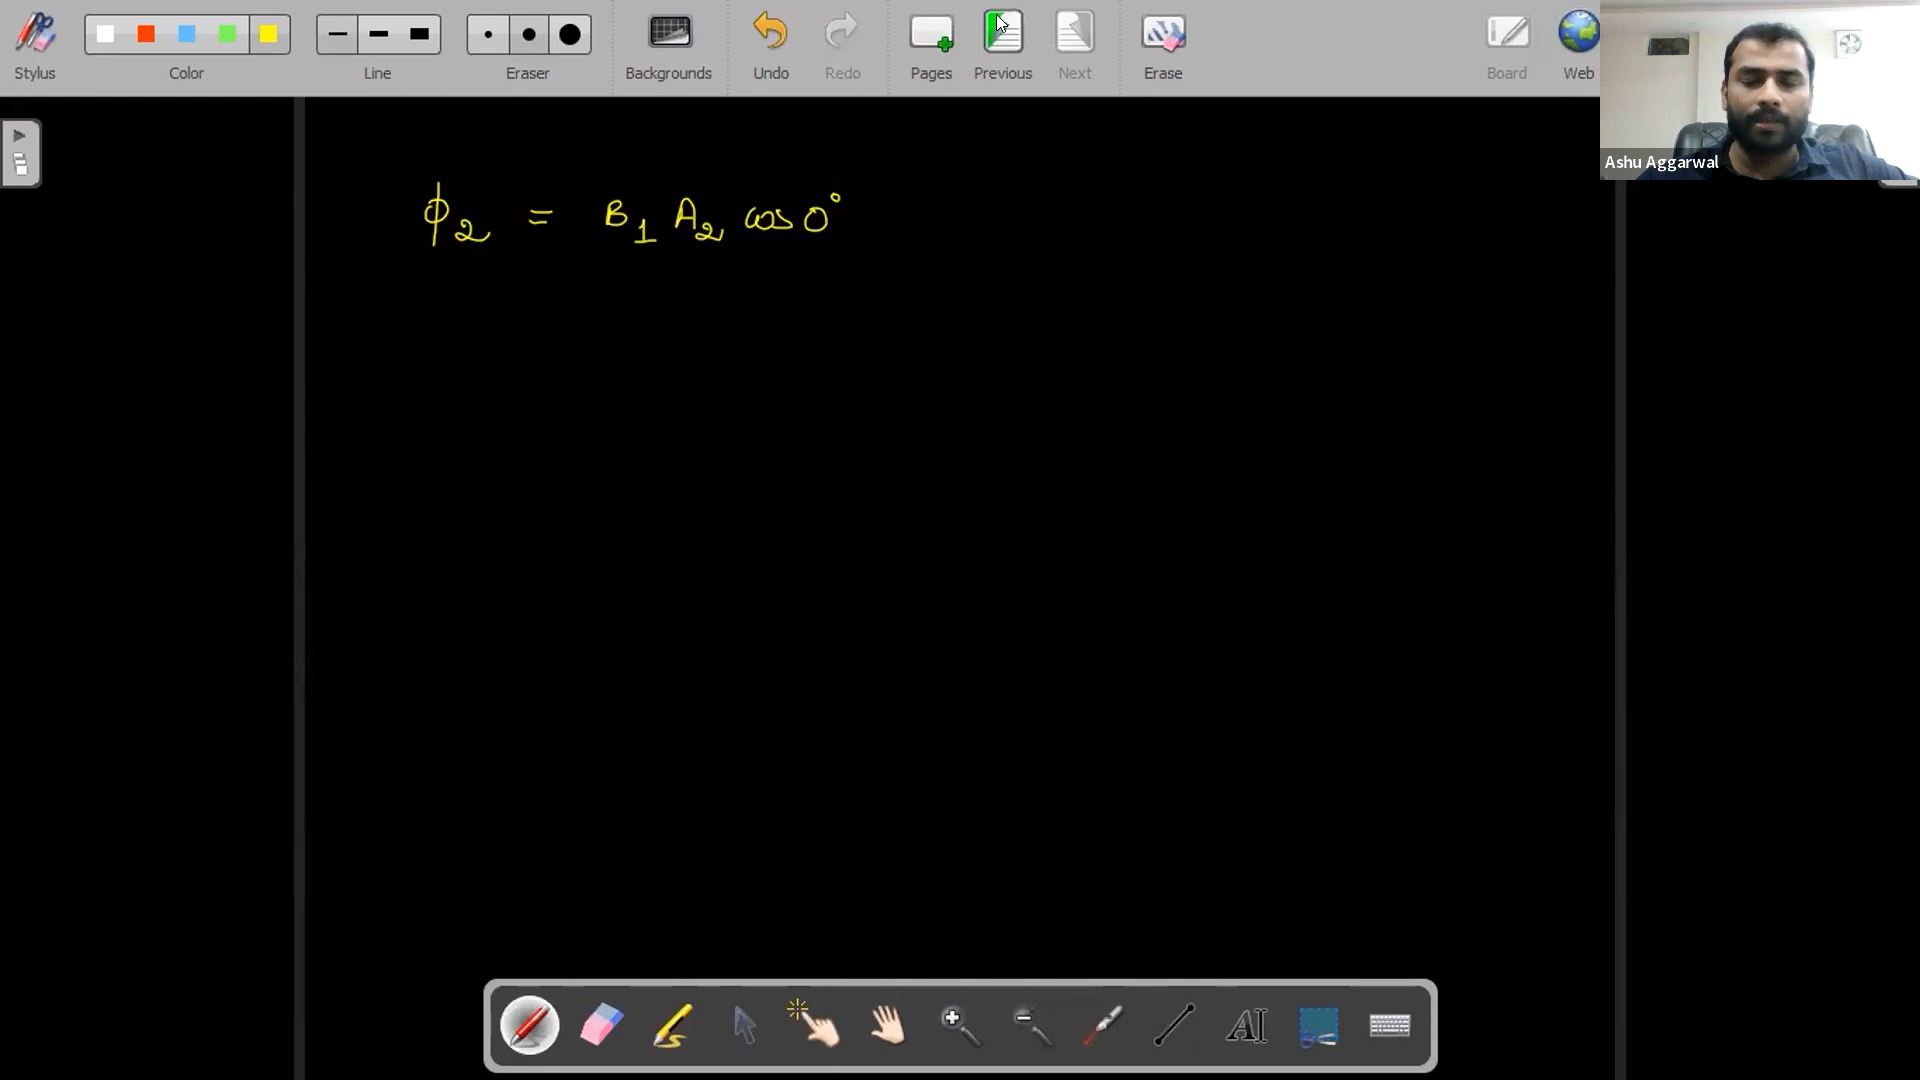 Stylus Color Line Eraser Backgrounds Undo Redo Pages Previous Next Erase Board Web
Ashu Aggarwal
ϕ₂ = B₁ A₂ cos 0°
AI